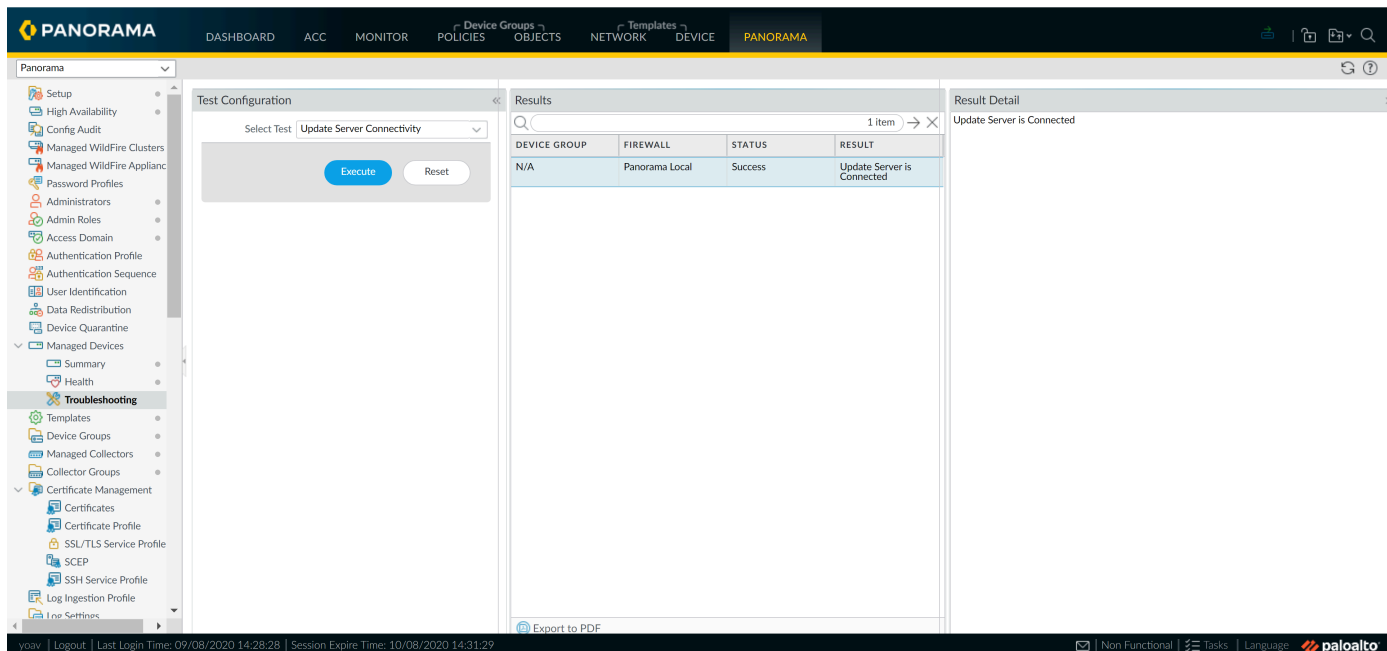 PANORAMA
DASHBOARD
ACC
MONITOR
Device Groups
POLICIES
OBJECTS
Templates
NETWORK
DEVICE
PANORAMA
Panorama
Setup
High Availability
Config Audit
Managed WildFire Clusters
Managed WildFire Applianc
Password Profiles
Administrators
Admin Roles
Access Domain
Authentication Profile
Authentication Sequence
User Identification
Data Redistribution
Device Quarantine
Managed Devices
Summary
Health
Troubleshooting
Templates
Device Groups
Managed Collectors
Collector Groups
Certificate Management
Certificates
Certificate Profile
SSL/TLS Service Profile
SCEP
SSH Service Profile
Log Ingestion Profile
Log Settings
Test Configuration
Select Test Update Server Connectivity
Execute Reset
Results
1 item
DEVICE GROUP FIREWALL STATUS RESULT
N/A Panorama Local Success Update Server is
Connected
Export to PDF
Result Detail
Update Server is Connected
yoav | Logout | Last Login Time: 09/08/2020 14:28:28 | Session Expire Time: 10/08/2020 14:31:29
Non Functional | Tasks | Language paloalto